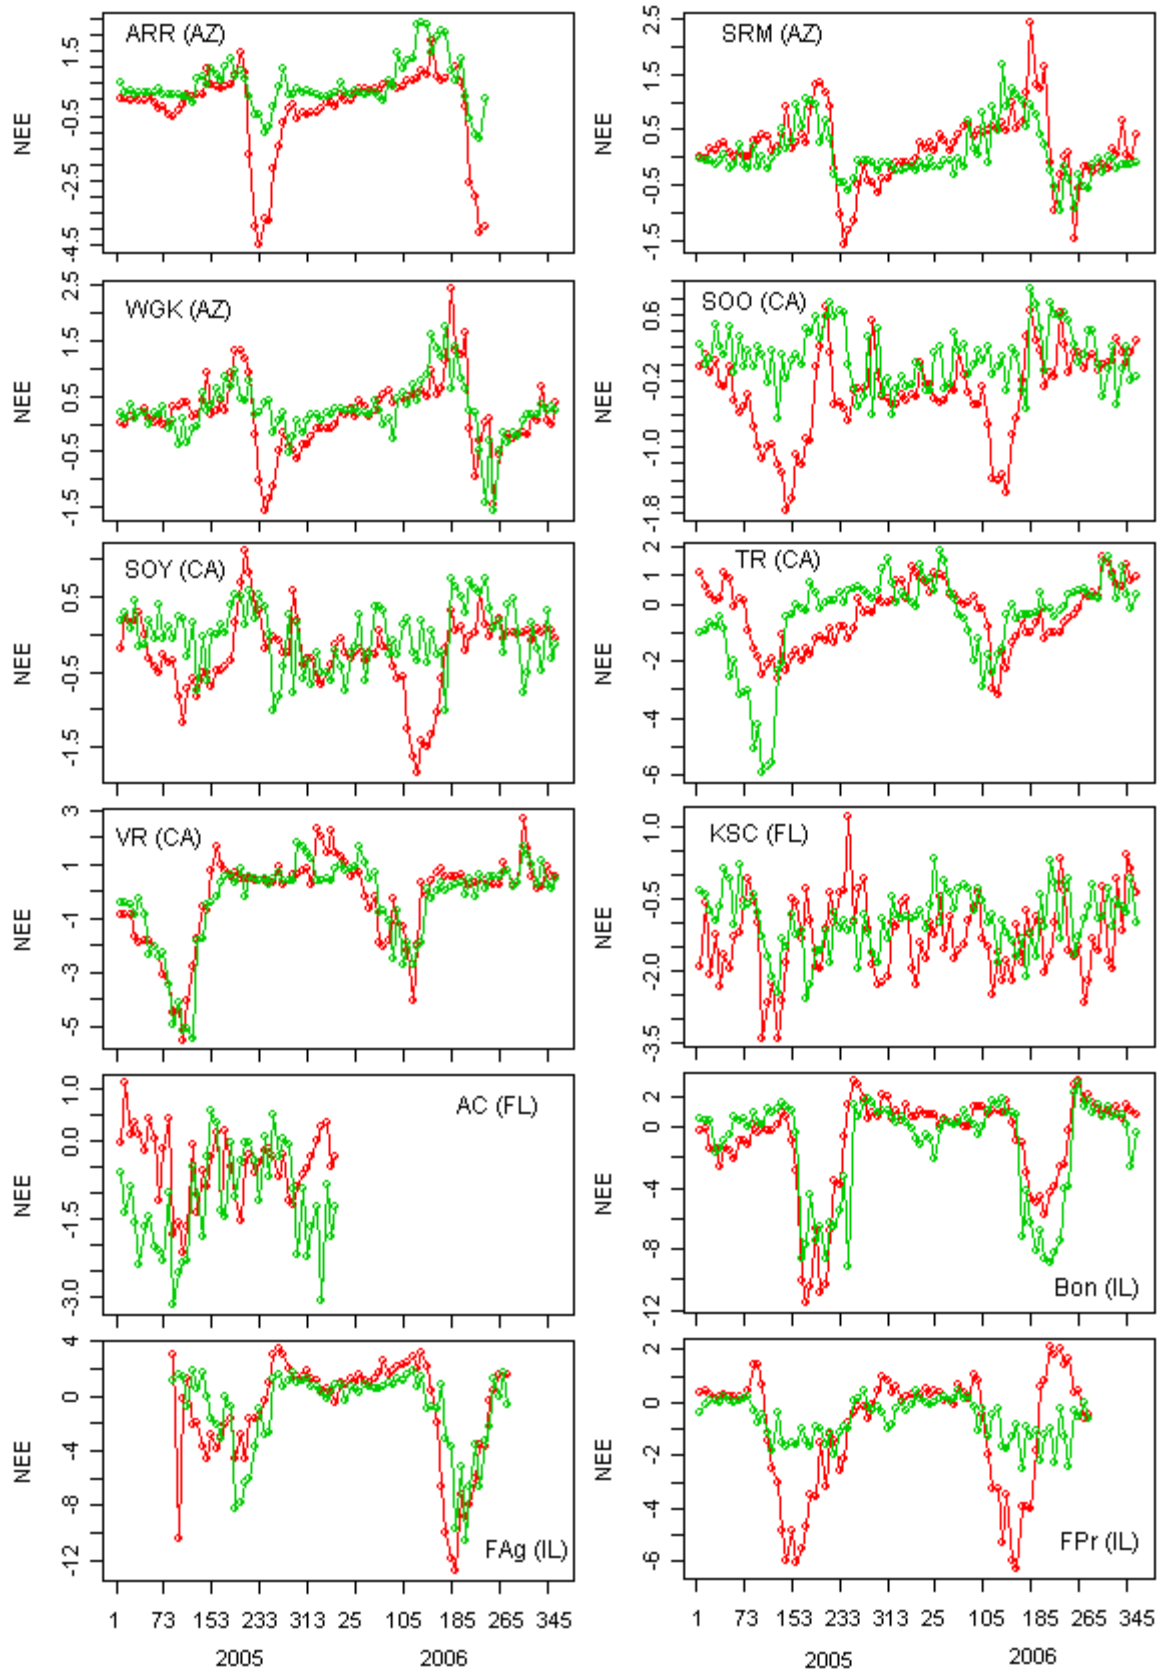 ARR (AZ)
NEE
1.5
-0.5
-2.5
-4.5
SRM (AZ)
NEE
2.5
1.5
0.5
-0.5
-1.5
WGK (AZ)
NEE
2.5
1.5
0.5
-0.5
-1.5
SOO (CA)
NEE
0.6
-0.2
-1.0
-1.8
SOY (CA)
NEE
0.5
-0.5
-1.5
TR (CA)
NEE
2
0
-2
-4
-6
VR (CA)
NEE
3
1
-1
-3
-5
KSC (FL)
NEE
1.0
-0.5
-2.0
-3.5
AC (FL)
NEE
1.0
0.0
-1.5
-3.0
Bon (IL)
NEE
2
0
-4
-8
-12
FAg (IL)
NEE
4
0
-4
-8
-12
FPr (IL)
NEE
2
0
-2
-4
-6
1 73 153 233 313 25 105 185 265 345
2005 2006
1 73 153 233 313 25 105 185 265 345
2005 2006